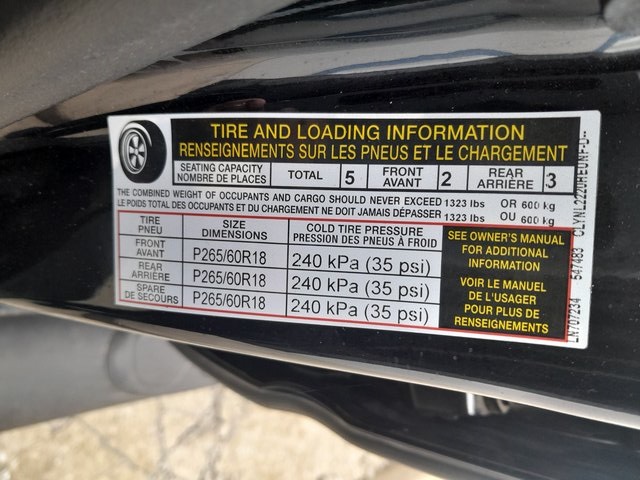 TIRE AND LOADING INFORMATION
RENSEIGNEMENTS SUR LES PNEUS ET LE CHARGEMENT
SEATING CAPACITY TOTAL 5 FRONT 2 REAR 3
NOMBRE DE PLACES AVANT ARRIÈRE
THE COMBINED WEIGHT OF OCCUPANTS AND CARGO SHOULD NEVER EXCEED 1323 lbs OR 600 kg
LE POIDS TOTAL DES OCCUPANTS ET DU CHARGEMENT NE DOIT JAMAIS DÉPASSER 1323 lbs OU 600 kg
TIRE SIZE COLD TIRE PRESSURE
PNEU DIMENSIONS PRESSION DES PNEUS À FROID
FRONT
AVANT P265/60R18 240 kPa (35 psi)
REAR
ARRIÈRE P265/60R18 240 kPa (35 psi)
SPARE
DE SECOURS P265/60R18 240 kPa (35 psi)
SEE OWNER'S MANUAL
FOR ADDITIONAL
INFORMATION
VOIR LE MANUEL
DE L'USAGER
POUR PLUS DE
RENSEIGNEMENTS
LN707234 547483